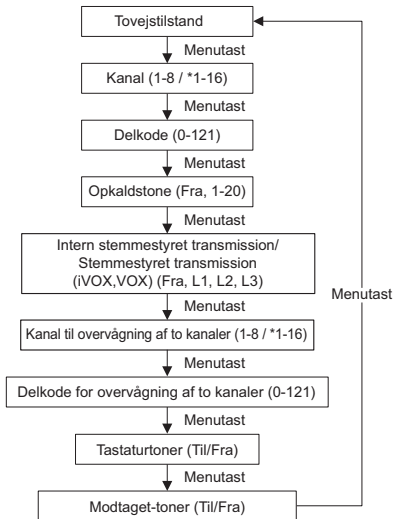 Tovejstilstand
Menutast
Kanal (1-8 / *1-16)
Menutast
Delkode (0-121)
Menutast
Opkaldstone (Fra, 1-20)
Menutast
Intern stemmestyret transmission/
Stemmestyret transmission
(iVOX,VOX) (Fra, L1, L2, L3)
Menutast
Menutast
Kanal til overvågning af to kanaler (1-8 / *1-16)
Menutast
Delkode for overvågning af to kanaler (0-121)
Menutast
Tastaturtoner (Til/Fra)
Menutast
Modtaget-toner (Til/Fra)